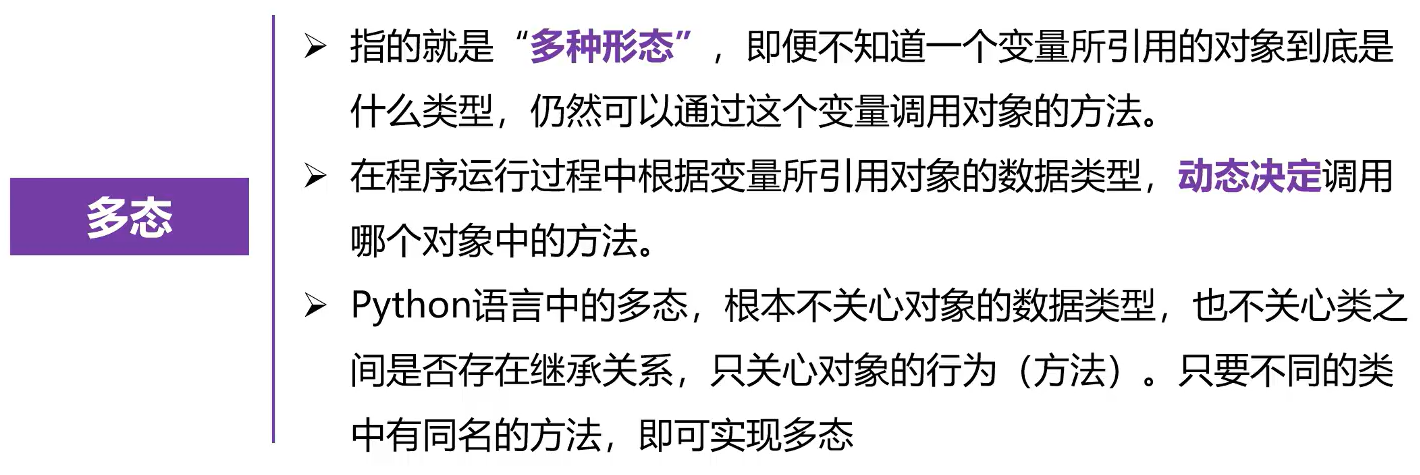 多态
➢ 指的就是“多种形态”，即便不知道一个变量所引用的对象到底是
什么类型，仍然可以通过这个变量调用对象的方法。
➢ 在程序运行过程中根据变量所引用对象的数据类型，动态决定调用
哪个对象中的方法。
➢ Python语言中的多态，根本不关心对象的数据类型，也不关心类之
间是否存在继承关系，只关心对象的行为（方法）。只要不同的类
中有同名的方法，即可实现多态